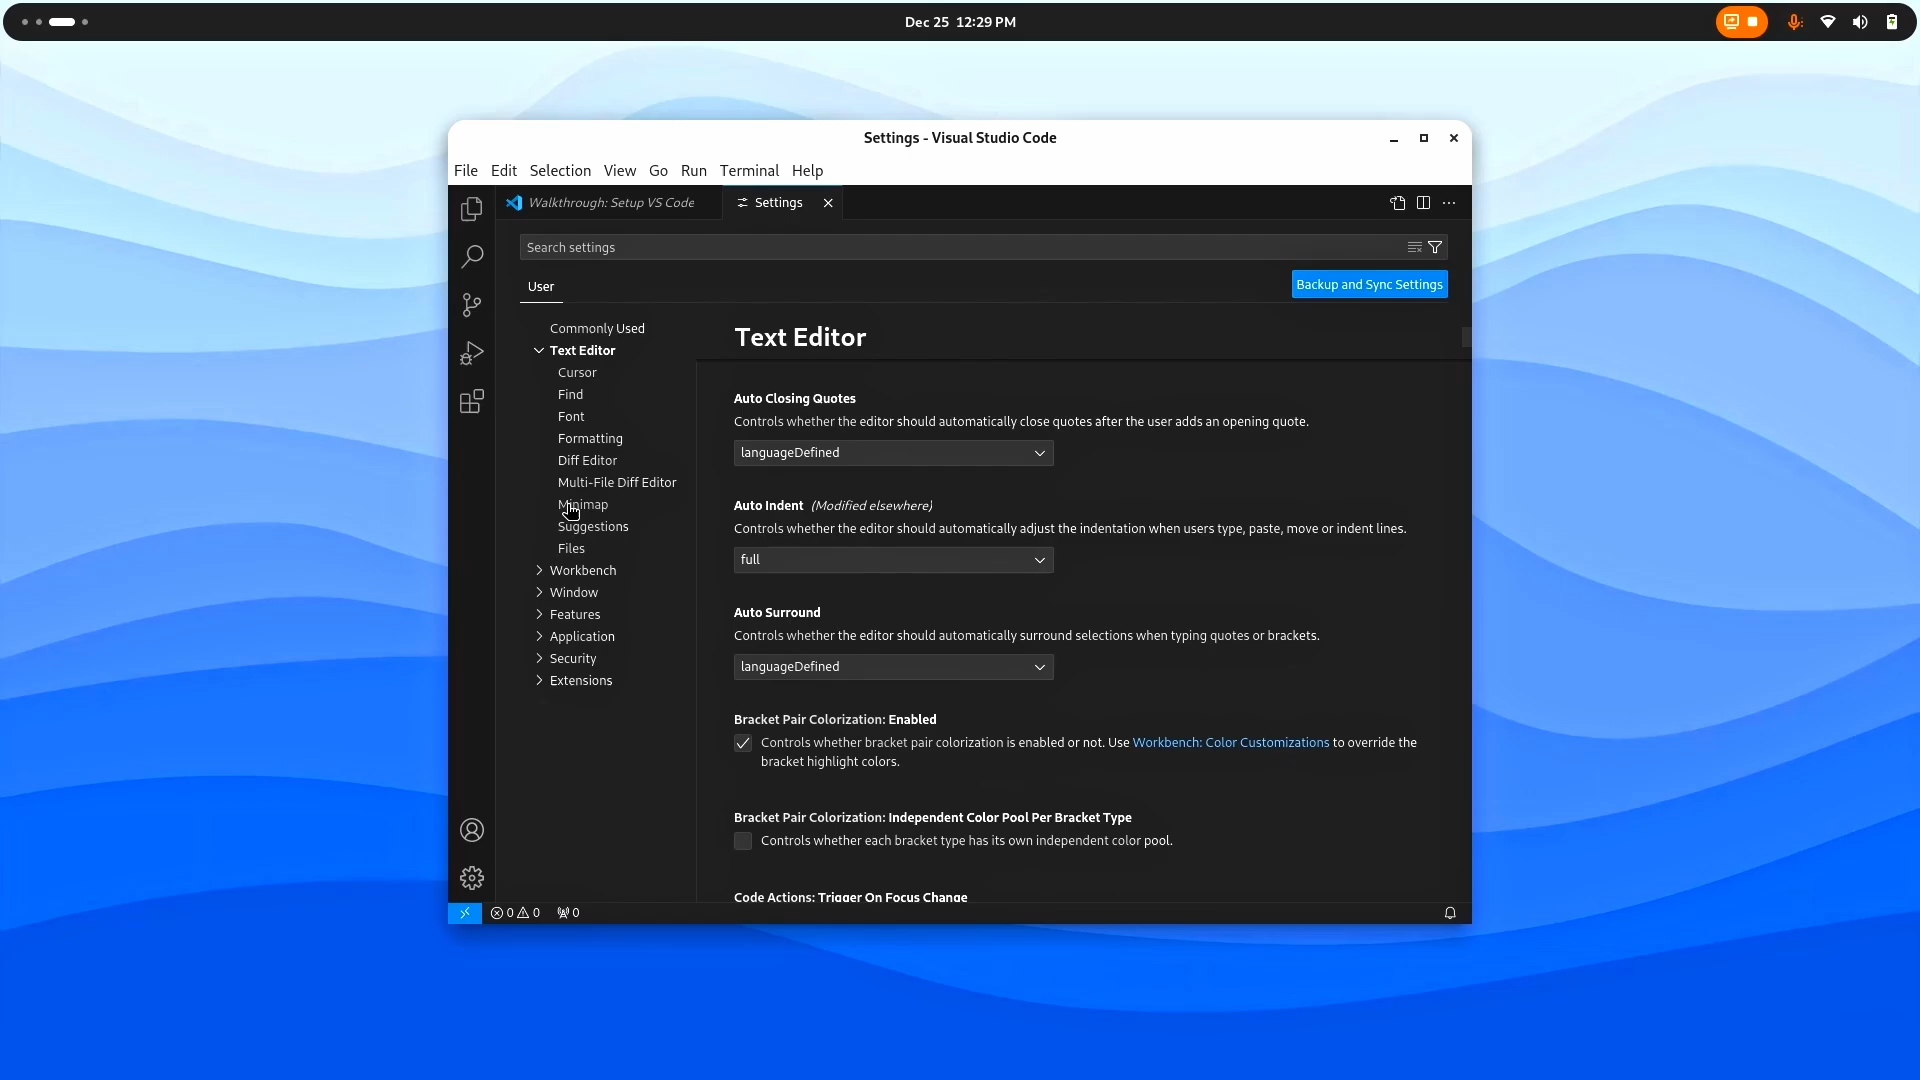 Dec 25 12:29 PM
Settings - Visual Studio Code
File Edit Selection View Go Run Terminal Help
Walkthrough: Setup VS Code
Settings
Search settings
User
Backup and Sync Settings
Commonly Used
Text Editor
Cursor
Find
Font
Formatting
Diff Editor
Multi-File Diff Editor
Minimap
Suggestions
Files
Workbench
Window
Features
Application
Security
Extensions
Text Editor
Auto Closing Quotes
Controls whether the editor should automatically close quotes after the user adds an opening quote.
languageDefined
Auto Indent (Modified elsewhere)
Controls whether the editor should automatically adjust the indentation when users type, paste, move or indent lines.
full
Auto Surround
Controls whether the editor should automatically surround selections when typing quotes or brackets.
languageDefined
Bracket Pair Colorization: Enabled
Controls whether bracket pair colorization is enabled or not. Use Workbench: Color Customizations to override the
bracket highlight colors.
Bracket Pair Colorization: Independent Color Pool Per Bracket Type
Controls whether each bracket type has its own independent color pool.
Code Actions: Trigger On Focus Change
0 0 0